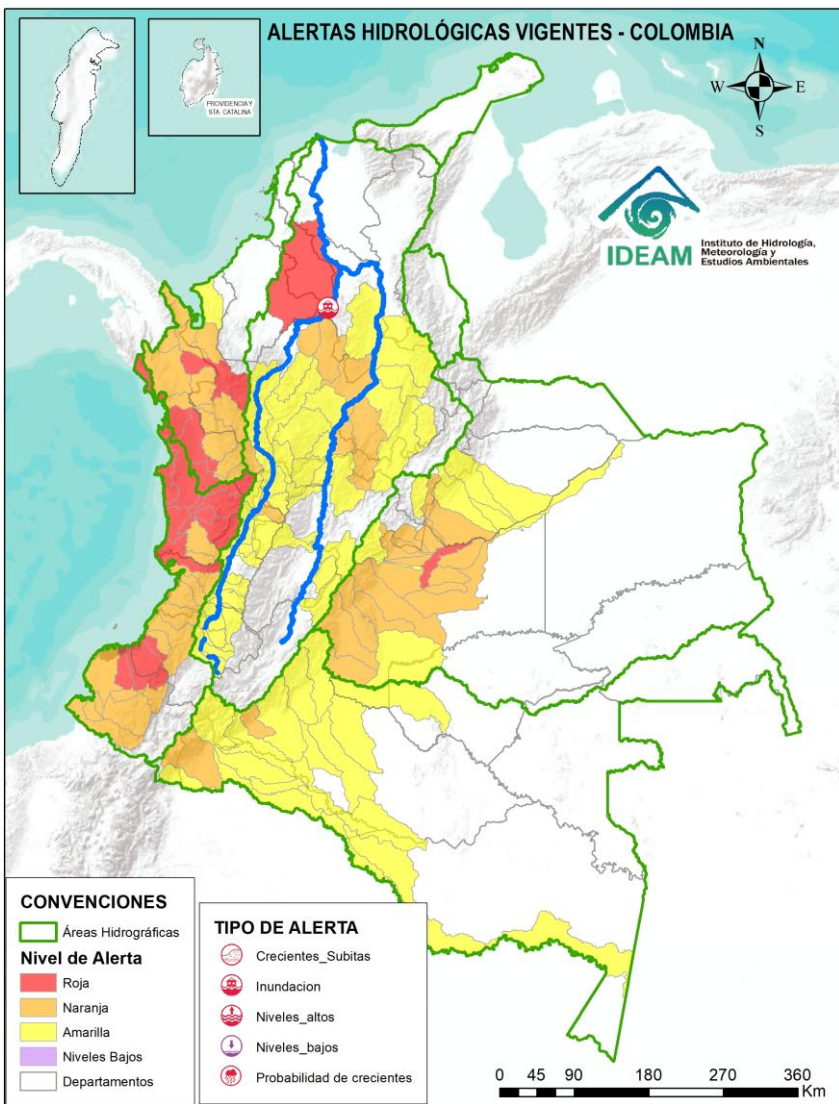 ALERTAS HIDROLÓGICAS VIGENTES - COLOMBIA
PROVIDENCIA Y
STA. CATALINA
N
W
E
S
IDEAM
Instituto de Hidrología,
Meteorología y
Estudios Ambientales
CONVENCIONES
Áreas Hidrográficas
Nivel de Alerta
Roja
Naranja
Amarilla
Niveles Bajos
Departamentos
TIPO DE ALERTA
Crecientes_Subitas
Inundacion
Niveles_altos
Niveles_bajos
Probabilidad de crecientes
0 45 90 180 270 360
Km